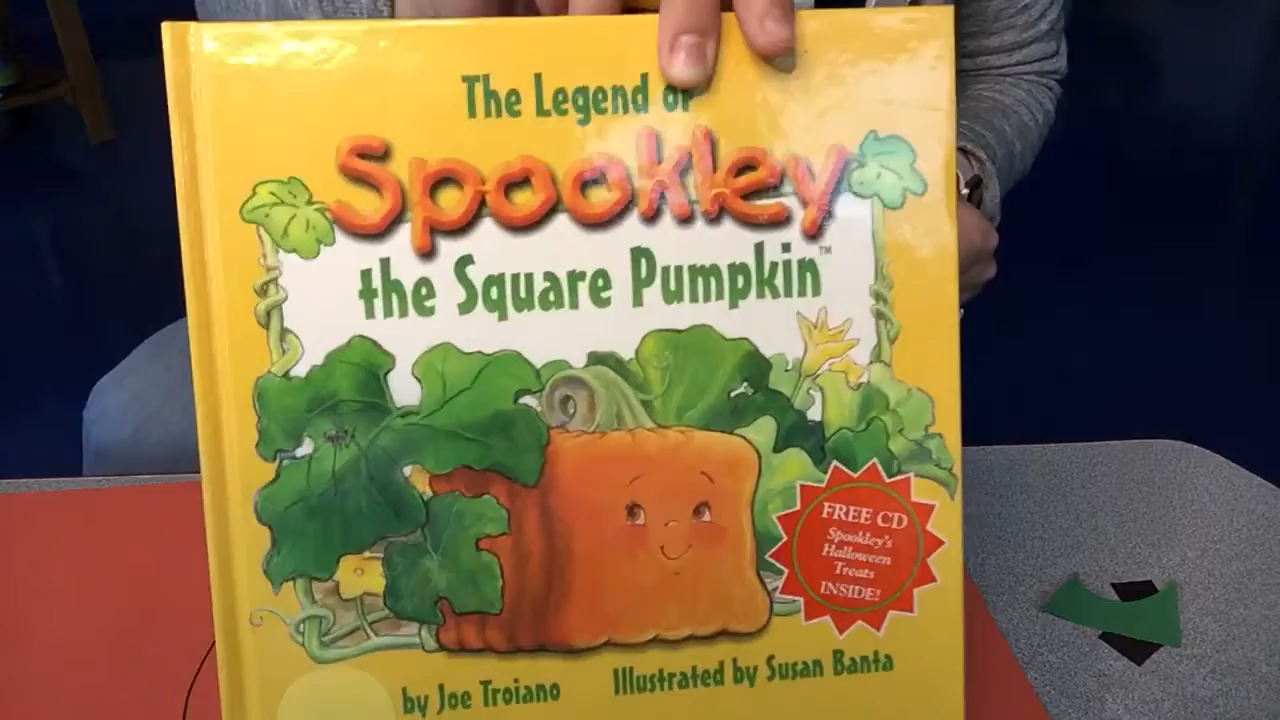 The Legend of
Spookley
the Square Pumpkin™
FREE CD
Spookley's
Halloween
Treats
INSIDE!
by Joe Troiano
Illustrated by Susan Banta